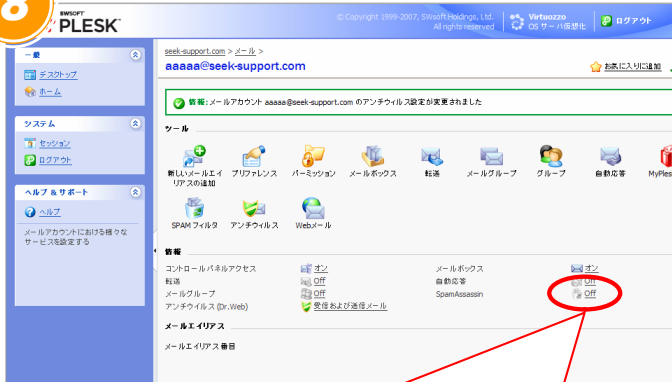 8
SWSOFT
PLESK
© Copyright 1999-2007, SWsoft Holdings, Ltd.
All rights reserved
Virtuozzo
OS サーバ仮想化
ログアウト
一般
デスクトップ
ホーム
システム
セッション
ログアウト
ヘルプ & サポート
ヘルプ
メールアカウントにおける様々な
サービスを設定する
seek-support.com > メール >
aaaaa@seek-support.com
お気に入りに追加
情報: メールアカウント aaaaa@seek-support.com のアンチウィルス設定が変更されました
ツール
新しいメールエイ
リアスの追加
プリファレンス
パーミッション
メールボックス
転送
メールグループ
グループ
自動応答
MyPles
SPAM フィルタ
アンチウィルス
Webメール
情報
コントロールパネルアクセス オン メールボックス オン
転送 Off 自動応答 Off
メールグループ Off SpamAssassin Off
アンチウイルス (Dr.Web) 受信および送信メール
メールエイリアス
メールエイリアス 番目